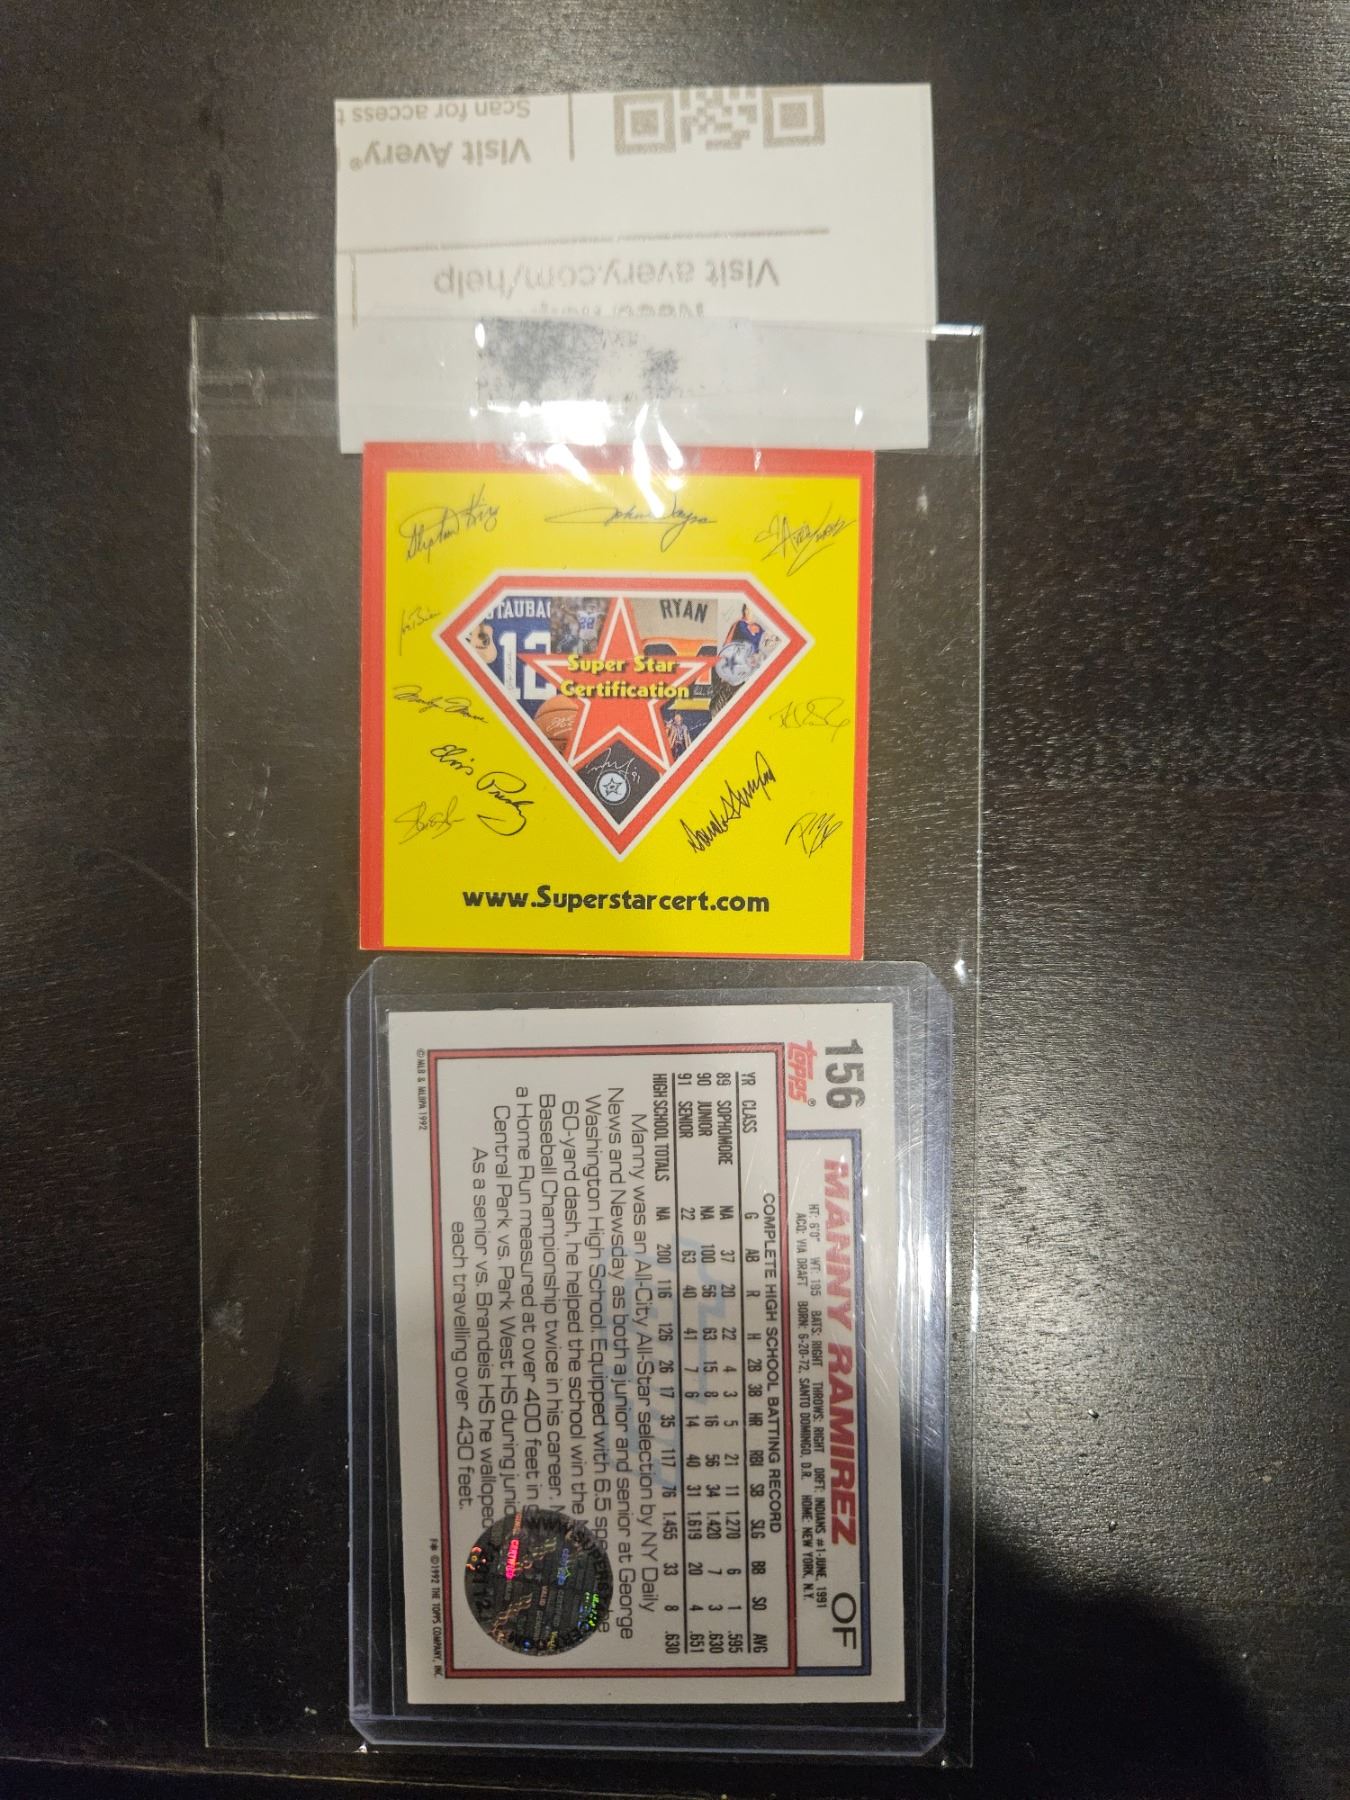 Scan for access t
Visit Avery®
Visit avery.com/help
Stephen King
Elvis Presley
STAUBA
12
22
RYAN
Super Star
Certification
www.Superstarcert.com
156
Topps®
MANNY RAMIREZ OF
HT: 6'0" WT: 195 BATS: RIGHT THROWS: RIGHT DRFT: INDIANS #1-JUNE, 1991
ACQ: VIA DRAFT BORN: 6-20-72, SANTO DOMINGO, D.R. HOME: NEW YORK, N.Y.
COMPLETE HIGH SCHOOL BATTING RECORD
YR CLASS G AB R H 2B 3B HR RBI SB SLG BB SO AVG
89 SOPHOMORE NA 37 20 22 4 3 5 21 11 1.270 6 1 .595
90 JUNIOR NA 100 56 63 15 8 16 56 34 1.420 7 3 .630
91 SENIOR 22 63 40 41 7 6 14 40 31 1.619 20 4 .651
HIGH SCHOOL TOTALS NA 200 116 126 26 17 35 117 76 1.455 33 8 .630
Manny was an All-City All-Star selection by NY Daily
News and Newsday as both a junior and senior at George
Washington High School. Equipped with 6.5 spe
60-yard dash, he helped the school win the
Baseball Championship twice in his career.
a Home Run measured at over 400 feet in
Central Park vs. Park West HS during junio
As a senior vs. Brandeis HS he walloped
each travelling over 430 feet.
© MLB & MLBPA 1992
F* © 1992 THE TOPPS COMPANY, INC.